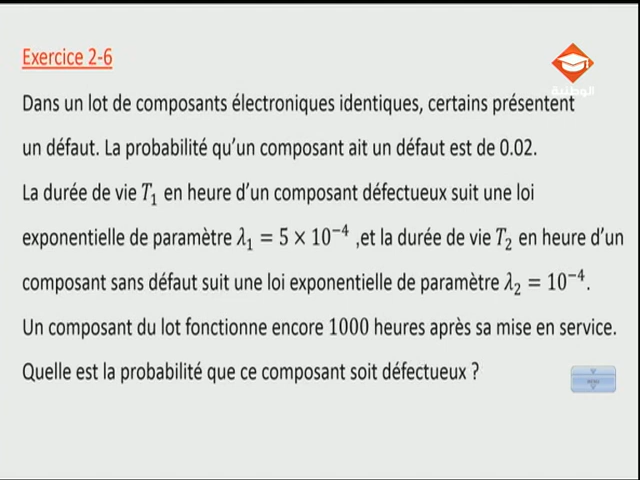 Exercice 2-6
الوطنية
Dans un lot de composants électroniques identiques, certains présentent
un défaut. La probabilité qu'un composant ait un défaut est de 0.02.
La durée de vie T₁ en heure d'un composant défectueux suit une loi
exponentielle de paramètre λ₁ = 5 × 10⁻⁴ ,et la durée de vie T₂ en heure d'un
composant sans défaut suit une loi exponentielle de paramètre λ₂ = 10⁻⁴.
Un composant du lot fonctionne encore 1000 heures après sa mise en service.
Quelle est la probabilité que ce composant soit défectueux ?